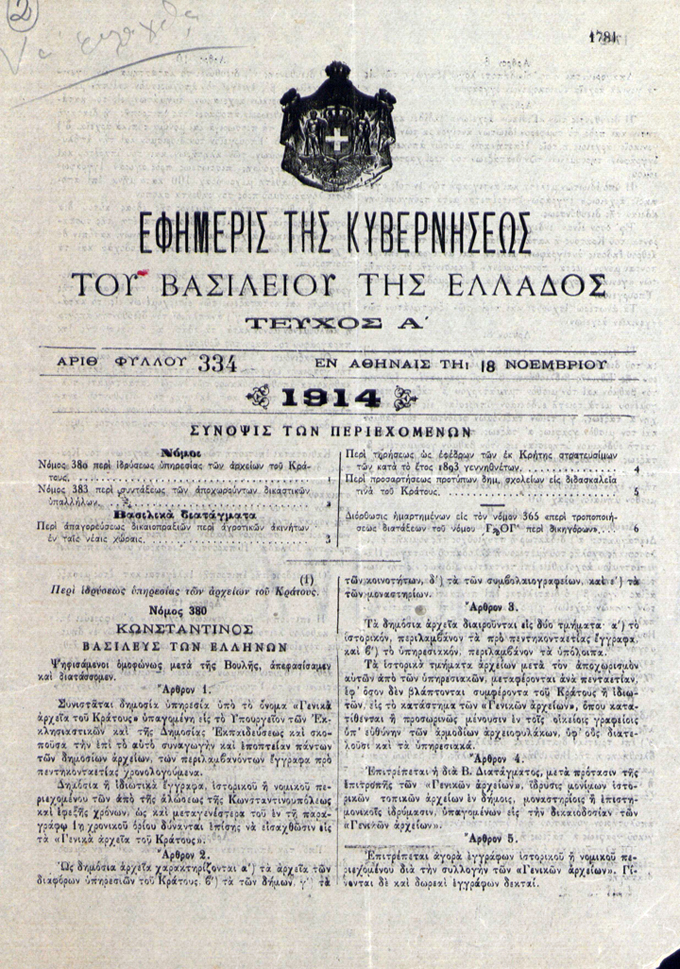 2
1781
ΕΦΗΜΕΡΙΣ ΤΗΣ ΚΥΒΕΡΝΗΣΕΩΣ
ΤΟΥ ΒΑΣΙΛΕΙΟΥ ΤΗΣ ΕΛΛΑΔΟΣ
ΤΕΥΧΟΣ Α΄
ΑΡΙΘ ΦΥΛΛΟΥ 334
ΕΝ ΑΘΗΝΑΙΣ ΤΗι 18 ΝΟΕΜΒΡΙΟΥ
1914
ΣΥΝΟΨΙΣ ΤΩΝ ΠΕΡΙΕΧΟΜΕΝΩΝ
Νόμοι
Νόμος 380 περὶ ἱδρύσεως ὑπηρεσίας τῶν ἀρχείων τοῦ Κρά-
τους. 1
Νόμος 383 περὶ συντάξεως τῶν ἀποχωρούντων δικαστικῶν
ὑπαλλήλων.
Βασιλικὰ διατάγματα
Περὶ ἀπαγορεύσεως δικαιοπραξιῶν περὶ ἀγροτικῶν ἀκινήτων
ἐν ταῖς νέαις χώραις. 3
Περὶ τηρήσεως ὡς ἐφέδρων τῶν ἐκ Κρήτης στρατευσίμων
τῶν κατὰ τὸ ἔτος 1893 γεννηθέντων. 4
Περὶ προσαρτήσεως προτύπων δημ. σχολείων εἰς διδασκαλεῖα
τινὰ τοῦ Κράτους. 5
Διόρθωσις ἡμαρτημένων εἰς τὸν νόμον 365 «περὶ τροποποιή-
σεως διατάξεων τοῦ νόμου ΓϡΟΓ΄ περὶ δικηγόρων». 6
(1)
Περὶ ἱδρύσεως ὑπηρεσίας τῶν ἀρχείων τοῦ Κράτους.
Νόμος 380
ΚΩΝΣΤΑΝΤΙΝΟΣ
ΒΑΣΙΛΕΥΣ ΤΩΝ ΕΛΛΗΝΩΝ
Ψηφισάμενοι ὁμοφώνως μετὰ τῆς Βουλῆς, ἀπεφασίσαμεν
καὶ διατάσσομεν.
Ἄρθρον 1.
Συνιστᾶται δημοσία ὑπηρεσία ὑπὸ τὸ ὄνομα «Γενικὰ
ἀρχεῖα τοῦ Κράτους» ὑπαγομένη εἰς τὸ Ὑπουργεῖον τῶν Ἐκ-
κλησιαστικῶν καὶ τῆς Δημοσίας Ἐκπαιδεύσεως καὶ σκο-
ποῦσα τὴν ἐπὶ τὸ αὐτὸ συναγωγὴν καὶ ἐποπτείαν πάντων
τῶν δημοσίων ἀρχείων, τῶν περιλαμβανόντων ἔγγραφα πρὸ
πεντηκονταετίας χρονολογούμενα.
Δημόσια ἢ ἰδιωτικὰ ἔγγραφα, ἱστορικοῦ ἢ νομικοῦ πε-
ριεχομένου τῶν ἀπὸ τῆς ἁλώσεως τῆς Κωνσταντινουπόλεως
καὶ ἐφεξῆς χρόνων, ὡς καὶ μεταγενέστερα τοῦ ἐν τῇ παρα-
γράφῳ 1ῃ χρονικοῦ ὁρίου δύνανται ἐπίσης νὰ εἰσαχθῶσιν εἰς
τὰ «Γενικὰ ἀρχεῖα τοῦ Κράτους».
Ἄρθρον 2.
Ὡς δημόσια ἀρχεῖα χαρακτηρίζονται α΄) τὰ ἀρχεῖα τῶν
διαφόρων ὑπηρεσιῶν τοῦ Κράτους, β΄) τὰ τῶν δήμων, γ΄) τὰ
τῶν κοινοτήτων, δ΄) τὰ τῶν συμβολαιογραφείων, καὶ ε΄) τὰ
τῶν μοναστηρίων.
Ἄρθρον 3.
Τὰ δημόσια ἀρχεῖα διαιροῦνται εἰς δύο τμήματα· α΄) τὸ
ἱστορικόν, περιλαμβάνον τὰ πρὸ πεντηκονταετίας ἔγγραφα,
καὶ β΄) τὸ ὑπηρεσιακόν, περιλαμβάνον τὰ ὑπόλοιπα.
Τὰ ἱστορικὰ τμήματα ἀρχείων μετὰ τὸν ἀποχωρισμὸν
αὐτῶν ἀπὸ τῶν ὑπηρεσιακῶν, μεταφέρονται ἀνὰ πενταετίαν,
ἐφ᾽ ὅσον δὲν βλάπτονται συμφέροντα τοῦ Κράτους ἢ ἰδιω-
τῶν, εἰς τὸ κατάστημα τῶν «Γενικῶν ἀρχείων», ὅπου κατα-
τίθενται ἢ προσωρινῶς μένουσιν ἐν τοῖς οἰκείοις γραφείοις
ὑπ᾽ εὐθύνην τῶν ἁρμοδίων ἀρχειοφυλάκων, ὑφ᾽ οὓς διατε-
λοῦσι καὶ τὰ ὑπηρεσιακά.
Ἄρθρον 4.
Ἐπιτρέπεται ἡ διὰ Β. Διατάγματος, μετὰ πρότασιν τῆς
ἐπιτροπῆς τῶν «Γενικῶν ἀρχείων», ἵδρυσις μονίμων ἱστο-
ρικῶν τοπικῶν ἀρχείων ἐν δήμοις, μοναστηρίοις ἢ ἐπιστη-
μονικοῖς ἱδρύμασιν, ὑπαγομένων εἰς τὴν δικαιοδοσίαν τῶν
«Γενικῶν ἀρχείων».
Ἄρθρον 5.
Ἐπιτρέπεται ἀγορὰ ἐγγράφων ἱστορικοῦ ἢ νομικοῦ πε-
ριεχομένου διὰ τὴν συλλογὴν τῶν «Γενικῶν ἀρχείων». Γί-
νονται δὲ καὶ δωρεαὶ ἐγγράφων δεκταί.